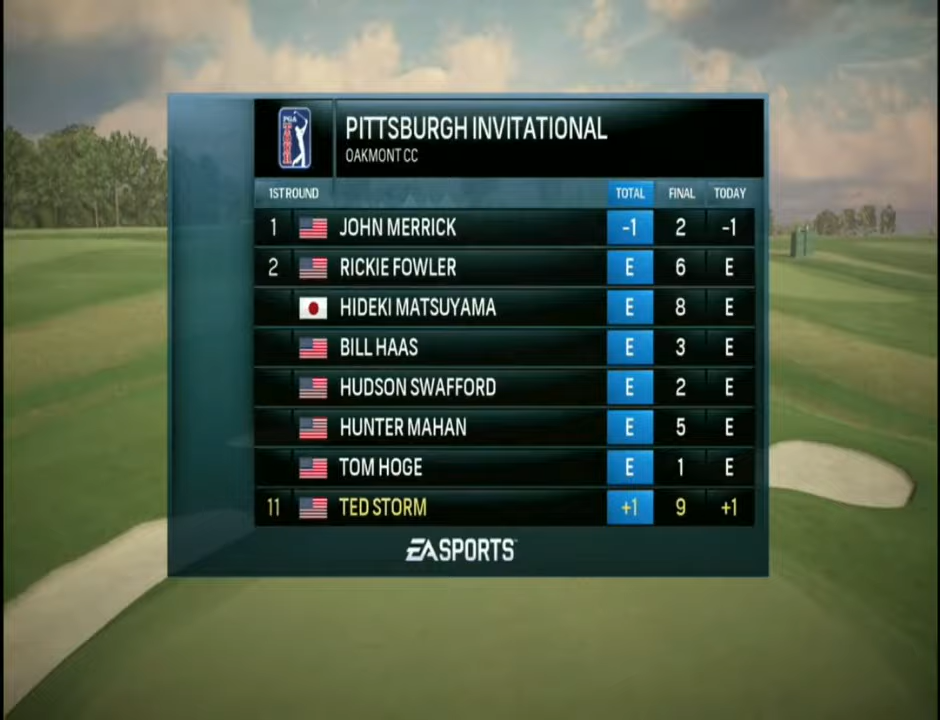 PGA TOUR
PITTSBURGH INVITATIONAL
OAKMONT CC
1ST ROUND TOTAL FINAL TODAY
1 JOHN MERRICK -1 2 -1
2 RICKIE FOWLER E 6 E
HIDEKI MATSUYAMA E 8 E
BILL HAAS E 3 E
HUDSON SWAFFORD E 2 E
HUNTER MAHAN E 5 E
TOM HOGE E 1 E
11 TED STORM +1 9 +1
EA SPORTS